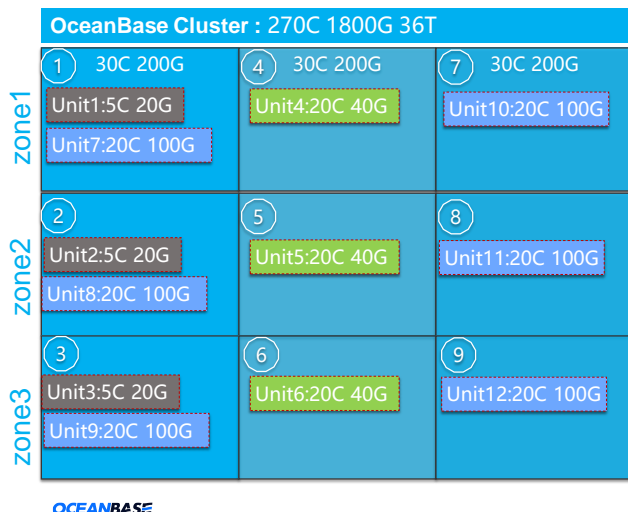 OceanBase Cluster : 270C 1800G 36T
zone1
1 30C 200G
Unit1:5C 20G
Unit7:20C 100G
4 30C 200G
Unit4:20C 40G
7 30C 200G
Unit10:20C 100G
zone2
2
Unit2:5C 20G
Unit8:20C 100G
5
Unit5:20C 40G
8
Unit11:20C 100G
zone3
3
Unit3:5C 20G
Unit9:20C 100G
6
Unit6:20C 40G
9
Unit12:20C 100G
OCEANBASE